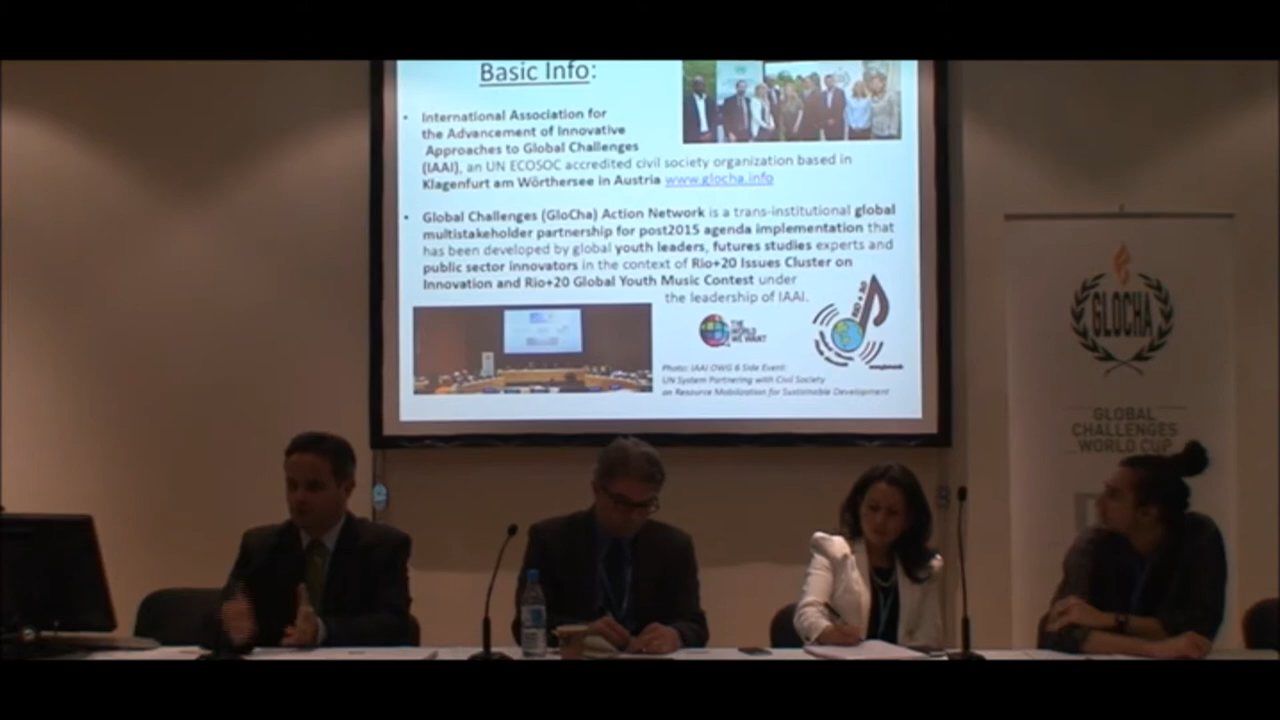 Basic Info:
• International Association for
the Advancement of Innovative
Approaches to Global Challenges
(IAAI), an UN ECOSOC accredited civil society organization based in
Klagenfurt am Wörthersee in Austria www.glocha.info
• Global Challenges (GloCha) Action Network is a trans-institutional global
multistakeholder partnership for post2015 agenda implementation that
has been developed by global youth leaders, futures studies experts and
public sector innovators in the context of Rio+20 Issues Cluster on
Innovation and Rio+20 Global Youth Music Contest under
the leadership of IAAI.
THE
WORLD
WE WANT
RIO + 20
Photo: IAAI OWG 6 Side Event:
UN System Partnering with Civil Society
on Resource Mobilization for Sustainable Development
GLOCHA
GLOBAL
CHALLENGES
WORLD CUP